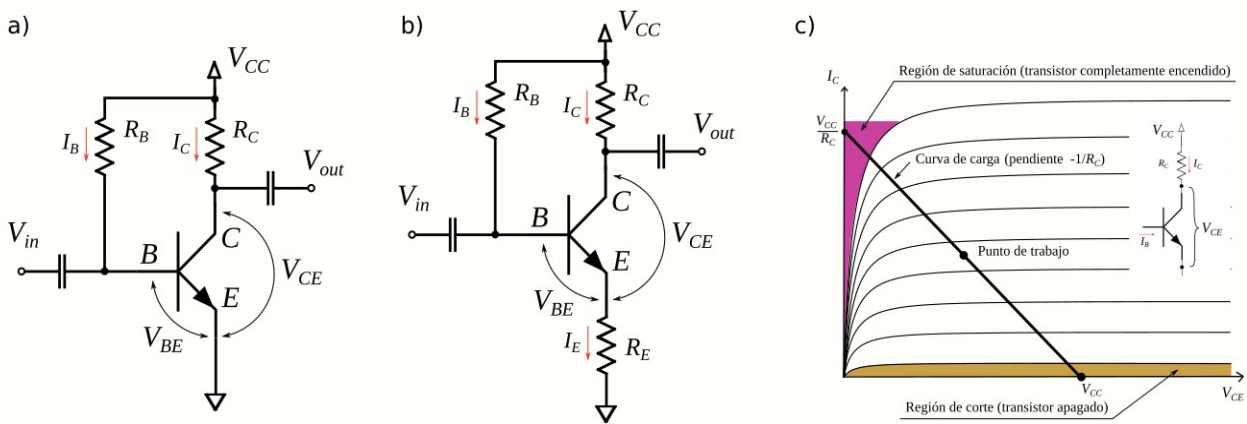 a)
V_CC
I_B
R_B
I_C
R_C
V_out
V_in
B
C
V_CE
E
V_BE
b)
V_CC
I_B
R_B
I_C
R_C
V_out
V_in
B
C
V_CE
E
V_BE
I_E
R_E
c)
I_C
Región de saturación (transistor completamente encendido)
V_CC
R_C
Curva de carga (pendiente -1/R_C)
V_CC
R_C
I_C
V_CE
I_B
Punto de trabajo
V_CC
V_CE
Región de corte (transistor apagado)